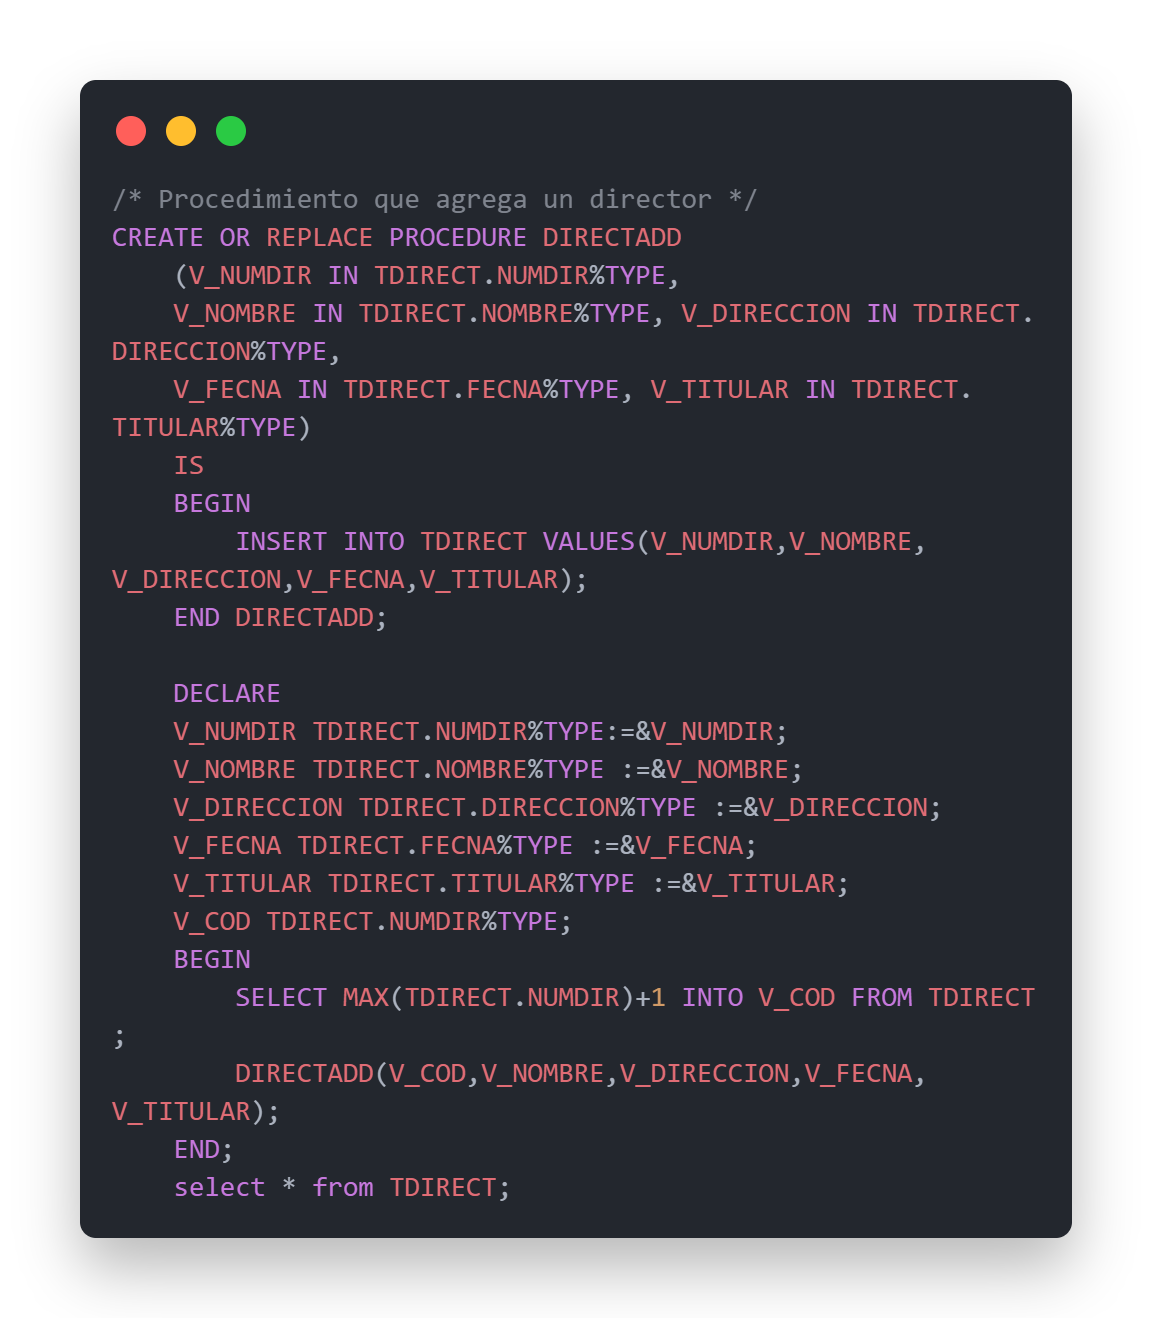 /* Procedimiento que agrega un director */
CREATE OR REPLACE PROCEDURE DIRECTADD
    (V_NUMDIR IN TDIRECT.NUMDIR%TYPE,
    V_NOMBRE IN TDIRECT.NOMBRE%TYPE, V_DIRECCION IN TDIRECT.
DIRECCION%TYPE,
    V_FECNA IN TDIRECT.FECNA%TYPE, V_TITULAR IN TDIRECT.
TITULAR%TYPE)
    IS
    BEGIN
        INSERT INTO TDIRECT VALUES(V_NUMDIR,V_NOMBRE,
V_DIRECCION,V_FECNA,V_TITULAR);
    END DIRECTADD;

    DECLARE
    V_NUMDIR TDIRECT.NUMDIR%TYPE:=&V_NUMDIR;
    V_NOMBRE TDIRECT.NOMBRE%TYPE :=&V_NOMBRE;
    V_DIRECCION TDIRECT.DIRECCION%TYPE :=&V_DIRECCION;
    V_FECNA TDIRECT.FECNA%TYPE :=&V_FECNA;
    V_TITULAR TDIRECT.TITULAR%TYPE :=&V_TITULAR;
    V_COD TDIRECT.NUMDIR%TYPE;
    BEGIN
        SELECT MAX(TDIRECT.NUMDIR)+1 INTO V_COD FROM TDIRECT
;
        DIRECTADD(V_COD,V_NOMBRE,V_DIRECCION,V_FECNA,
V_TITULAR);
    END;
    select * from TDIRECT;